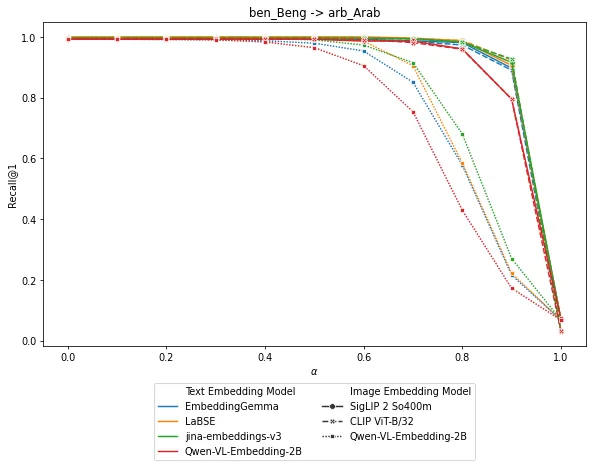 ben_Beng -> arb_Arab
Recall@1
1.0
0.8
0.6
0.4
0.2
0.0
0.0 0.2 0.4 0.6 0.8 1.0
α
Text Embedding Model Image Embedding Model
EmbeddingGemma SigLIP 2 So400m
LaBSE CLIP ViT-B/32
jina-embeddings-v3 Qwen-VL-Embedding-2B
Qwen-VL-Embedding-2B